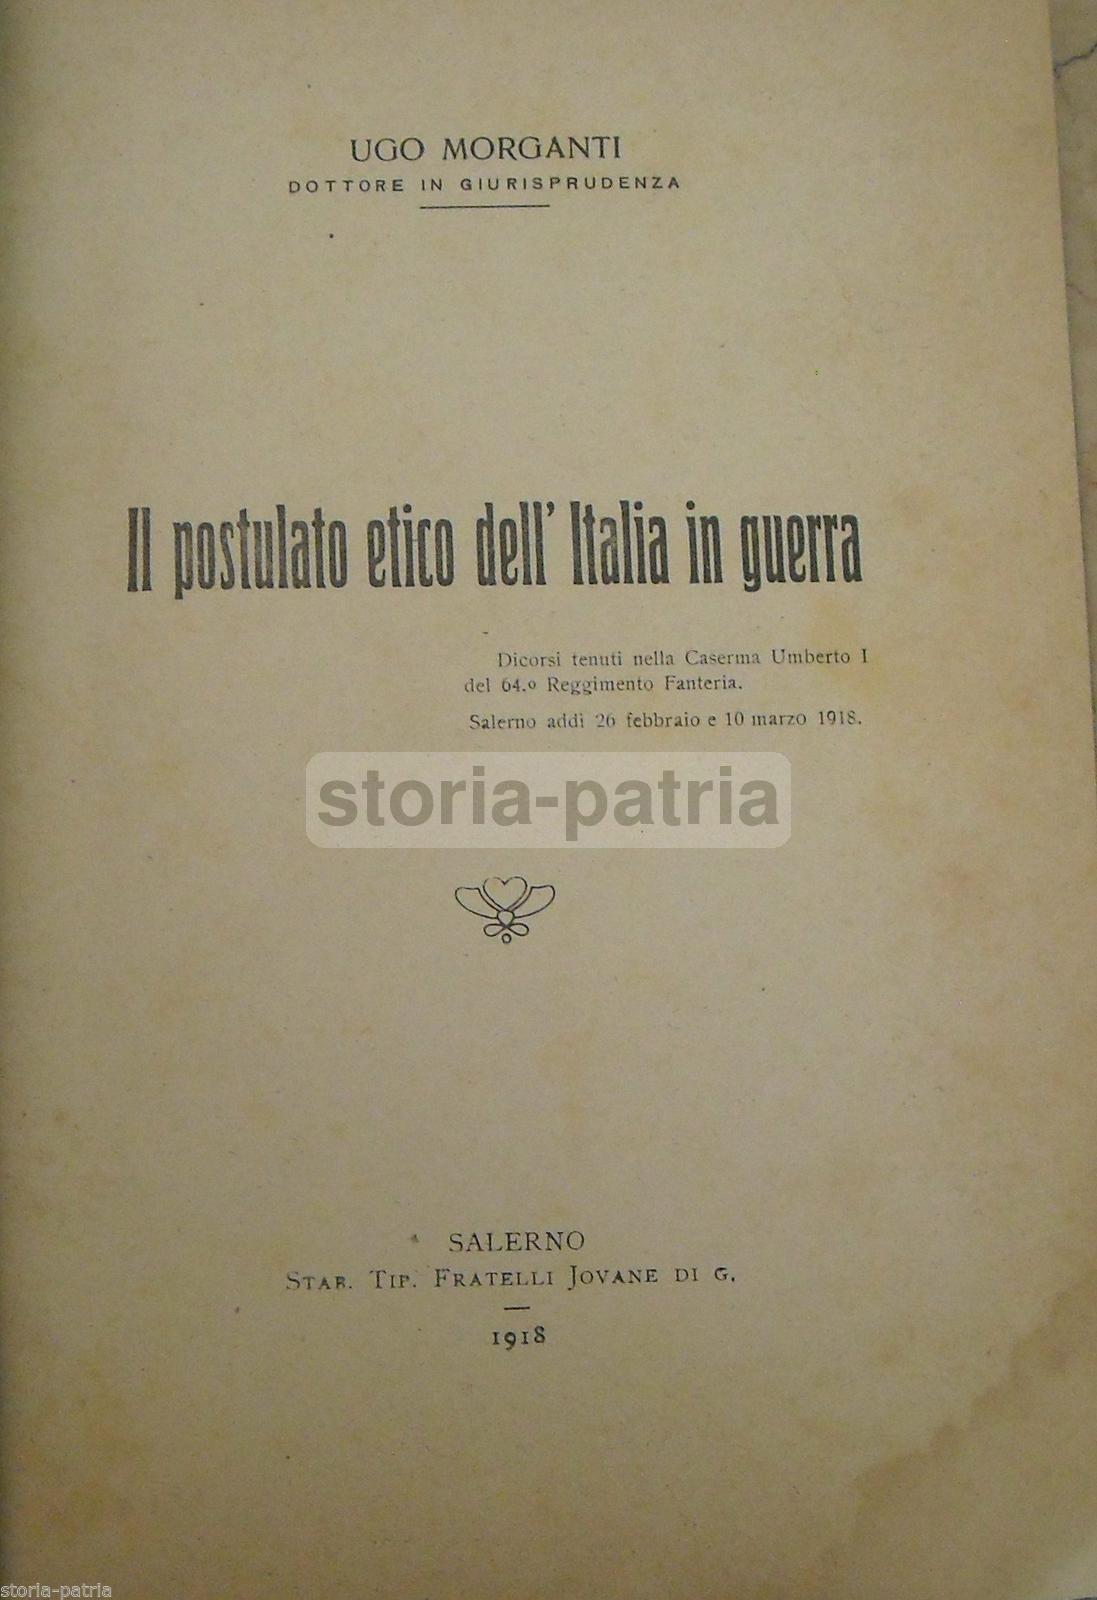 UGO MORGANTI
DOTTORE IN GIURISPRUDENZA
Il postulato etico dell' Italia in guerra
Dicorsi tenuti nella Caserma Umberto I
del 64.º Reggimento Fanteria.
Salerno addì 26 febbraio e 10 marzo 1918.
storia-patria
SALERNO
STAB. TIP. FRATELLI JOVANE DI G.
1918
storia-patria